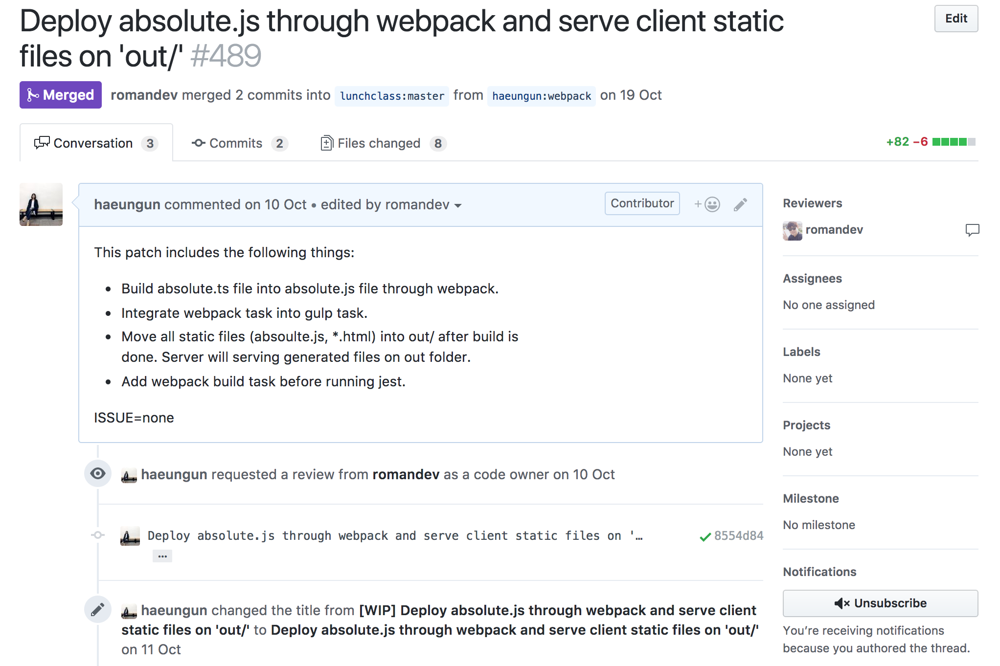 Deploy absolute.js through webpack and serve client static
files on 'out/' #489
Edit
Merged romandev merged 2 commits into lunchclass:master from haeungun:webpack on 19 Oct
Conversation 3 Commits 2 Files changed 8 +82 −6
haeungun commented on 10 Oct • edited by romandev Contributor +
This patch includes the following things:
• Build absolute.ts file into absolute.js file through webpack.
• Integrate webpack task into gulp task.
• Move all static files (absoulte.js, *.html) into out/ after build is
done. Server will serving generated files on out folder.
• Add webpack build task before running jest.
ISSUE=none
haeungun requested a review from romandev as a code owner on 10 Oct
Deploy absolute.js through webpack and serve client static files on '… 8554d84
…
haeungun changed the title from [WIP] Deploy absolute.js through webpack and serve client
static files on 'out/' to Deploy absolute.js through webpack and serve client static files on 'out/'
on 11 Oct
Reviewers
romandev
Assignees
No one assigned
Labels
None yet
Projects
None yet
Milestone
No milestone
Notifications
Unsubscribe
You’re receiving notifications
because you authored the thread.